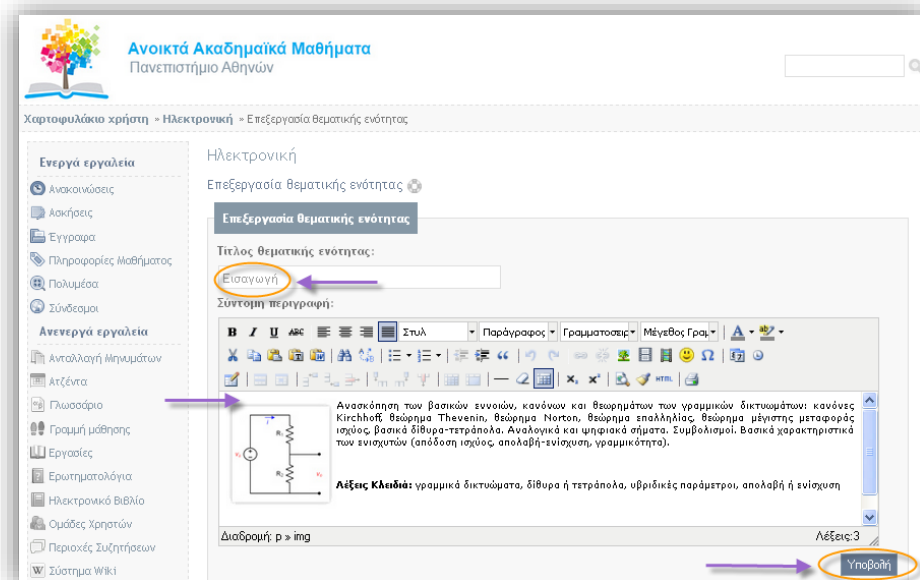 Ανοικτά Ακαδημαϊκά Μαθήματα
Πανεπιστήμιο Αθηνών
Χαρτοφυλάκιο χρήστη » Ηλεκτρονική » Επεξεργασία θεματικής ενότητας
Ενεργά εργαλεία
Ανακοινώσεις
Ασκήσεις
Έγγραφα
Πληροφορίες Μαθήματος
Πολυμέσα
Σύνδεσμοι
Ανενεργά εργαλεία
Ανταλλαγή Μηνυμάτων
Ατζέντα
Γλωσσάριο
Γραμμή μάθησης
Εργασίες
Ερωτηματολόγια
Ηλεκτρονικό Βιβλίο
Ομάδες Χρηστών
Περιοχές Συζητήσεων
Σύστημα Wiki
Ηλεκτρονική
Επεξεργασία θεματικής ενότητας
Επεξεργασία θεματικής ενότητας
Τίτλος θεματικής ενότητας:
Εισαγωγή
Σύντομη περιγραφή:
B I U ABC Στυλ Παράγραφος Γραμματοσειρ Μέγεθος Γραμ A
HTML
Ανασκόπηση των βασικών εννοιών, κανόνων και θεωρημάτων των γραμμικών δικτυωμάτων: κανόνες
Kirchhoff, θεώρημα Thevenin, θεώρημα Norton, θεώρημα επαλληλίας, θεώρημα μέγιστης μεταφοράς
ισχύος, βασικά δίθυρα-τετράπολα. Αναλογικά και ψηφιακά σήματα. Συμβολισμοί. Βασικά χαρακτηριστικά
των ενισχυτών (απόδοση ισχύος, απολαβή-ενίσχυση, γραμμικότητα).
R₁
R₂
Λέξεις Κλειδιά: γραμμικά δικτυώματα, δίθυρα ή τετράπολα, υβριδικές παράμετροι, απολαβή ή ενίσχυση
Διαδρομή: p » img
Λέξεις:3
Υποβολή